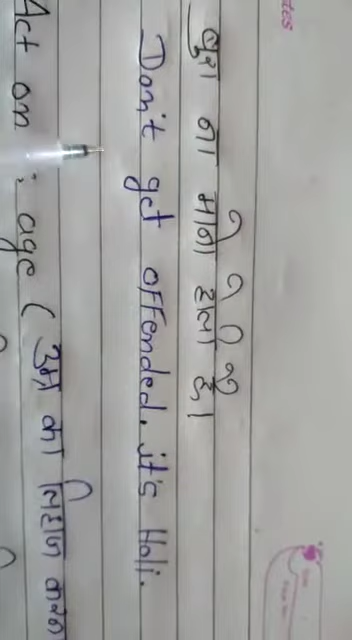 बुरा ना मानो होली है।
Don't get offended. it's Holi.
Act on age ( उम्र का लिहाज करना